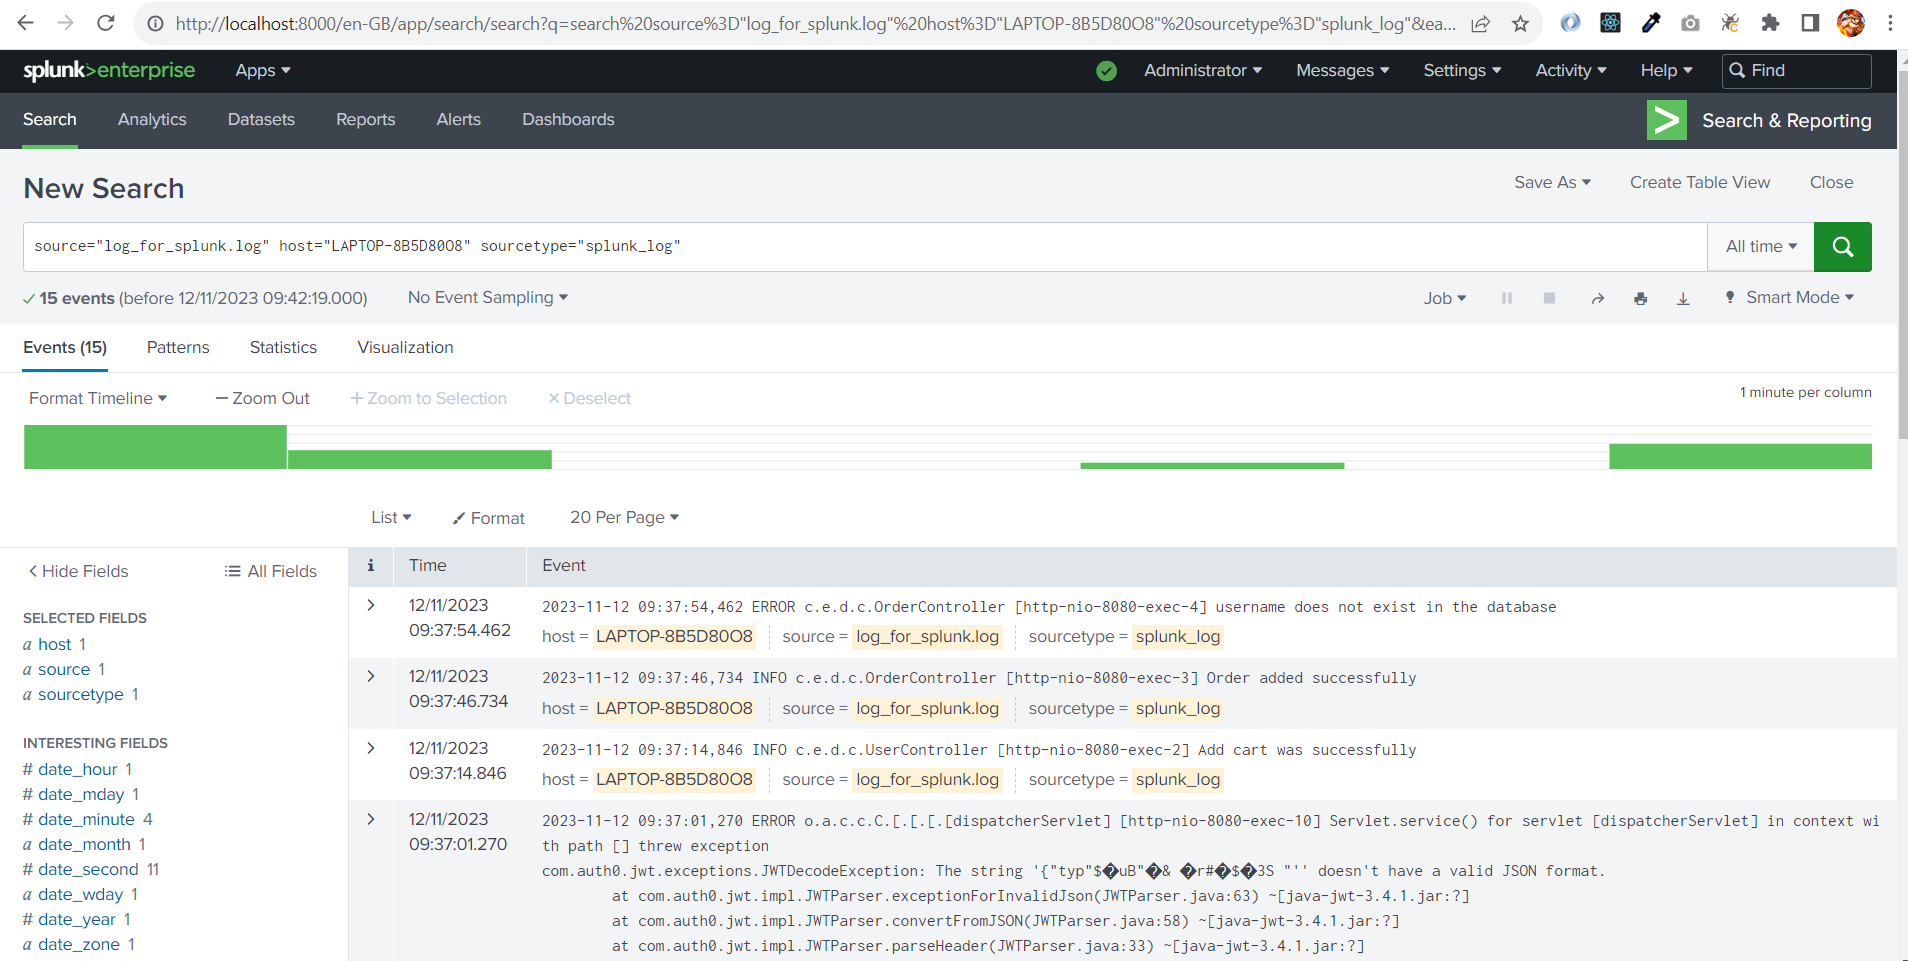 http://localhost:8000/en-GB/app/search/search?q=search%20source%3D"log_for_splunk.log"%20host%3D"LAPTOP-8B5D80O8"%20sourcetype%3D"splunk_log"&ea...
splunk>enterprise Apps Administrator Messages Settings Activity Help Find
Search Analytics Datasets Reports Alerts Dashboards Search & Reporting
New Search Save As Create Table View Close
source="log_for_splunk.log" host="LAPTOP-8B5D80O8" sourcetype="splunk_log" All time
15 events (before 12/11/2023 09:42:19.000) No Event Sampling Job Smart Mode
Events (15) Patterns Statistics Visualization
Format Timeline — Zoom Out + Zoom to Selection × Deselect 1 minute per column
List Format 20 Per Page
< Hide Fields All Fields
i Time Event
SELECTED FIELDS
a host 1
a source 1
a sourcetype 1
INTERESTING FIELDS
# date_hour 1
# date_mday 1
# date_minute 4
a date_month 1
# date_second 11
a date_wday 1
# date_year 1
a date_zone 1
> 12/11/2023 09:37:54.462
2023-11-12 09:37:54,462 ERROR c.e.d.c.OrderController [http-nio-8080-exec-4] username does not exist in the database
host = LAPTOP-8B5D80O8 source = log_for_splunk.log sourcetype = splunk_log
> 12/11/2023 09:37:46.734
2023-11-12 09:37:46,734 INFO c.e.d.c.OrderController [http-nio-8080-exec-3] Order added successfully
host = LAPTOP-8B5D80O8 source = log_for_splunk.log sourcetype = splunk_log
> 12/11/2023 09:37:14.846
2023-11-12 09:37:14,846 INFO c.e.d.c.UserController [http-nio-8080-exec-2] Add cart was successfully
host = LAPTOP-8B5D80O8 source = log_for_splunk.log sourcetype = splunk_log
> 12/11/2023 09:37:01.270
2023-11-12 09:37:01,270 ERROR o.a.c.c.C.[.[.[.[dispatcherServlet] [http-nio-8080-exec-10] Servlet.service() for servlet [dispatcherServlet] in context wi
th path [] threw exception
com.auth0.jwt.exceptions.JWTDecodeException: The string '{"typ"$�uB"�& �r#�$�3S "'' doesn't have a valid JSON format.
at com.auth0.jwt.impl.JWTParser.exceptionForInvalidJson(JWTParser.java:63) ~[java-jwt-3.4.1.jar:?]
at com.auth0.jwt.impl.JWTParser.convertFromJSON(JWTParser.java:58) ~[java-jwt-3.4.1.jar:?]
at com.auth0.jwt.impl.JWTParser.parseHeader(JWTParser.java:33) ~[java-jwt-3.4.1.jar:?]